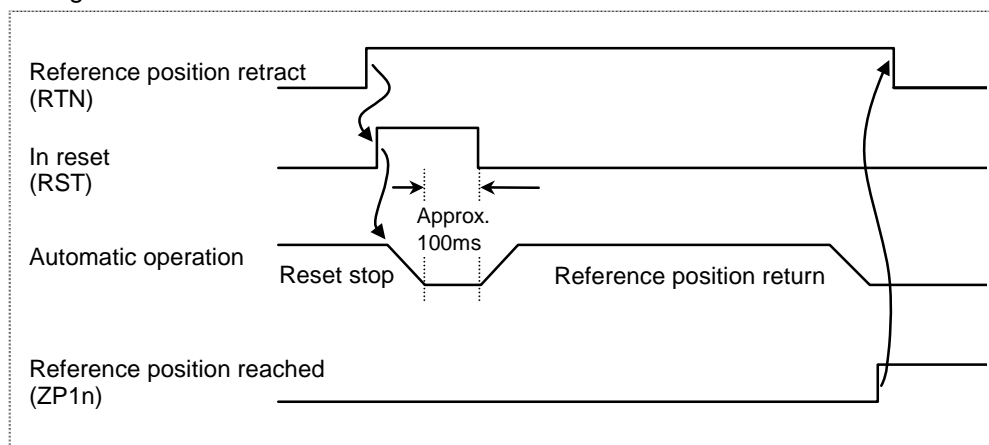 Reference position retract
(RTN)
In reset
(RST)
Approx.
100ms
Automatic operation
Reset stop
Reference position return
Reference position reached
(ZP1n)